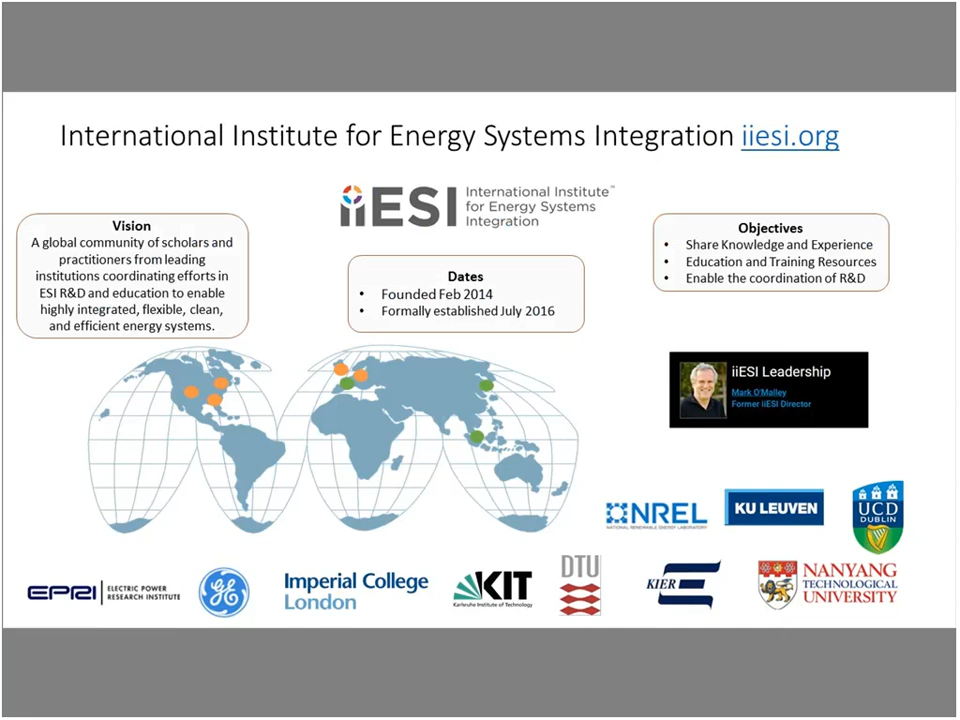 International Institute for Energy Systems Integration iiesi.org
iiESI International Institute™
for Energy Systems
Integration
Vision
A global community of scholars and
practitioners from leading
institutions coordinating efforts in
ESI R&D and education to enable
highly integrated, flexible, clean,
and efficient energy systems.
Dates
• Founded Feb 2014
• Formally established July 2016
Objectives
• Share Knowledge and Experience
• Education and Training Resources
• Enable the coordination of R&D
iiESI Leadership
Mark O'Malley
Former iiESI Director
NREL
NATIONAL RENEWABLE ENERGY LABORATORY
KU LEUVEN
UCD
DUBLIN
EPRI ELECTRIC POWER
RESEARCH INSTITUTE
GE
Imperial College
London
KIT
Karlsruhe Institute of Technology
DTU
KIER
NANYANG
TECHNOLOGICAL
UNIVERSITY